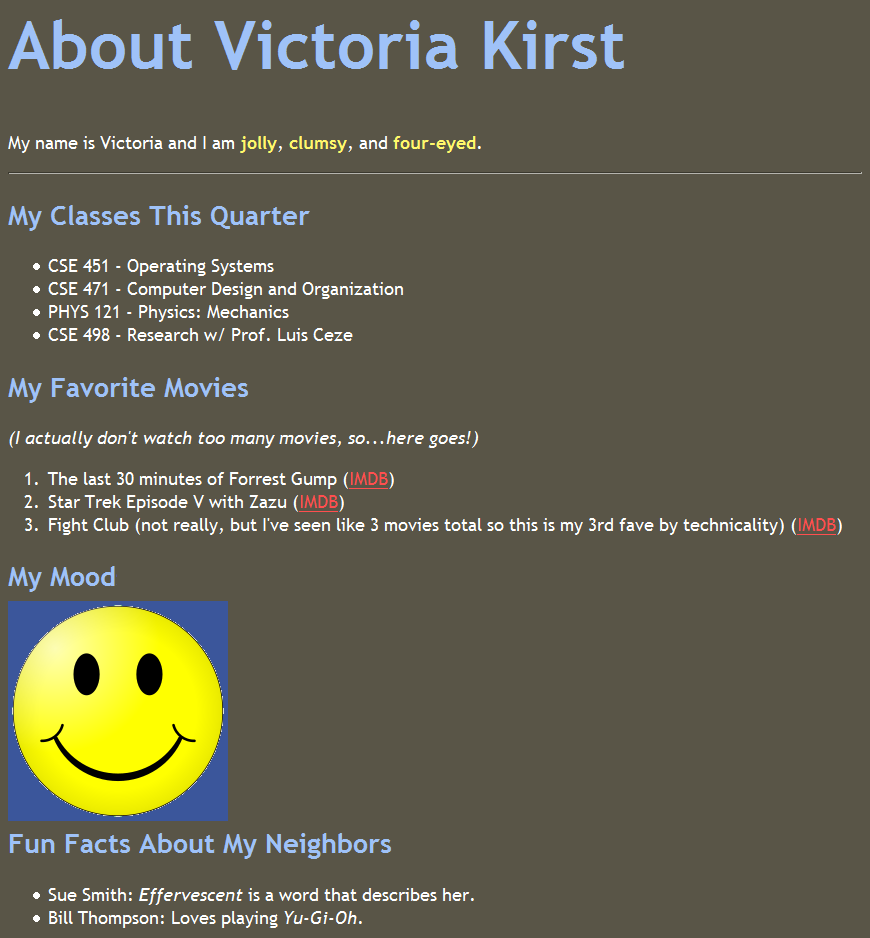 About Victoria Kirst
My name is Victoria and I am jolly, clumsy, and four-eyed.
My Classes This Quarter
• CSE 451 - Operating Systems
• CSE 471 - Computer Design and Organization
• PHYS 121 - Physics: Mechanics
• CSE 498 - Research w/ Prof. Luis Ceze
My Favorite Movies
(I actually don't watch too many movies, so...here goes!)
1. The last 30 minutes of Forrest Gump (IMDB)
2. Star Trek Episode V with Zazu (IMDB)
3. Fight Club (not really, but I've seen like 3 movies total so this is my 3rd fave by technicality) (IMDB)
My Mood
Fun Facts About My Neighbors
• Sue Smith: Effervescent is a word that describes her.
• Bill Thompson: Loves playing Yu-Gi-Oh.